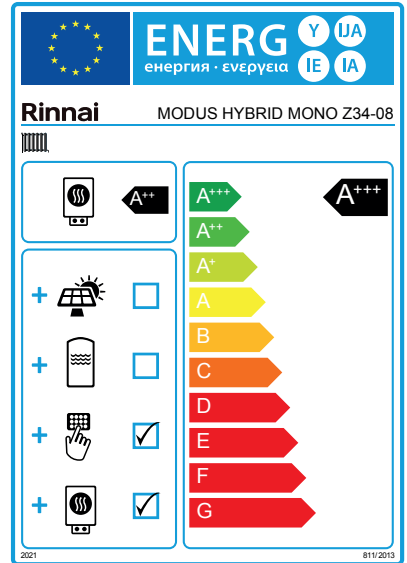 ENERG Y IJA
енергия · ενεργεια IE IA
Rinnai MODUS HYBRID MONO Z34-08
A++
A+++
A+++
A++
A+
A
B
C
D
E
F
G
+
+
+
+
2021 811/2013